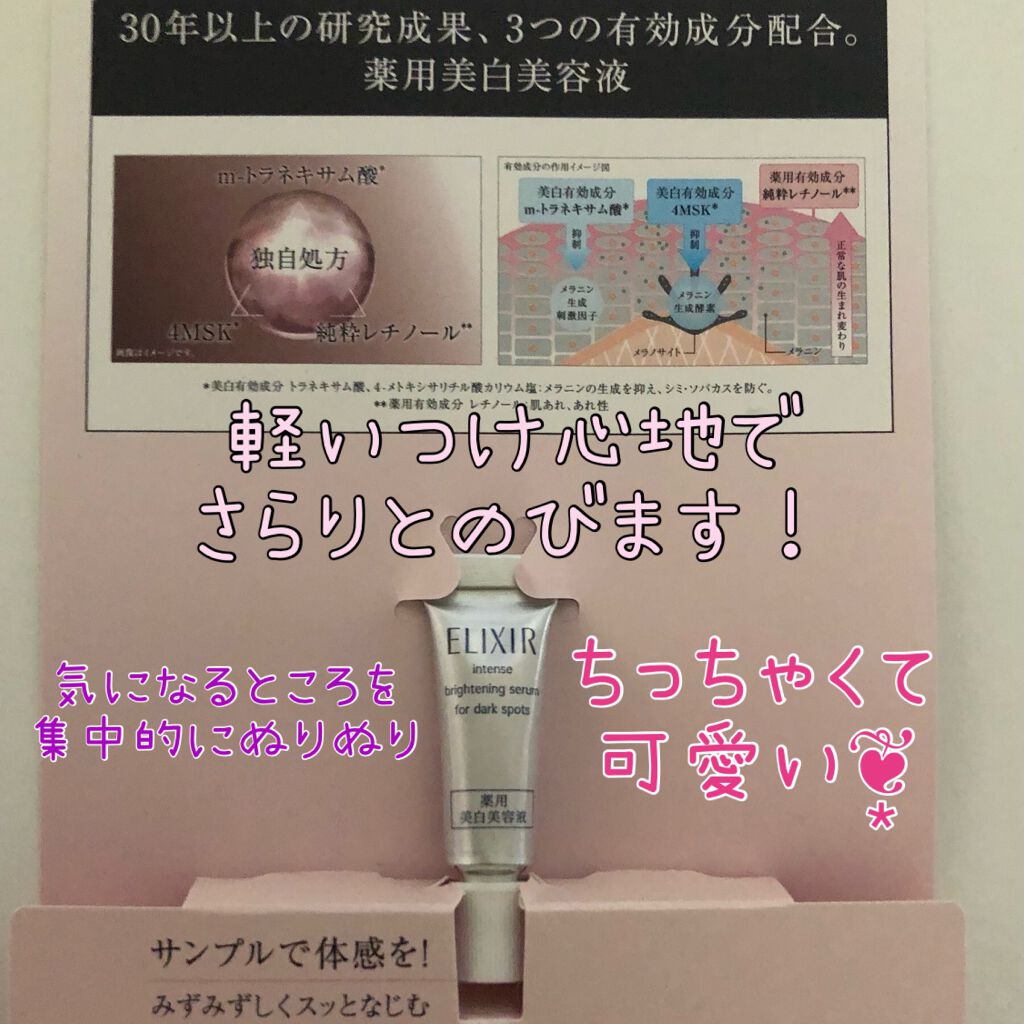 30年以上の研究成果、3つの有効成分配合。
薬用美白美容液
m-トラネキサム酸*
独自処方
4MSK*
純粋レチノール**
画像はイメージです。
有効成分の作用イメージ図
美白有効成分
m-トラネキサム酸*
美白有効成分
4MSK*
薬用有効成分
純粋レチノール**
抑制
抑制
メラニン
生成
刺激因子
メラニン
生成酵素
正常な肌の生まれ変わり
メラノサイト
メラニン
*美白有効成分 トラネキサム酸、4-メトキシサリチル酸カリウム塩:メラニンの生成を抑え、シミ・ソバカスを防ぐ。
**薬用有効成分 レチノール:肌あれ、あれ性
軽いつけ心地で
さらりとのびます!
ELIXIR
intense
brightening serum
for dark spots
薬用
美白美容液
気になるところを
集中的にぬりぬり
ちっちゃくて
可愛い
*
サンプルで体感を!
みずみずしくスッとなじむ